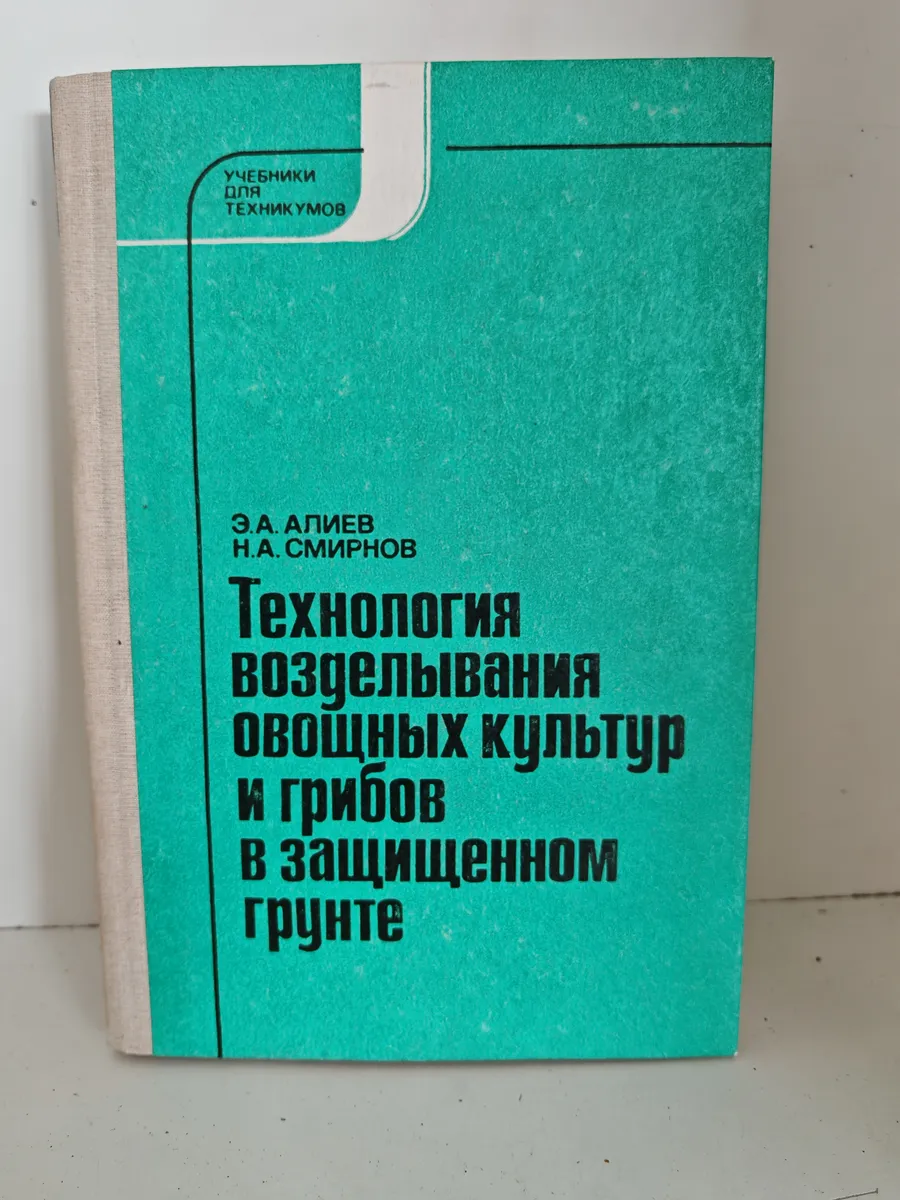 УЧЕБНИКИ
ДЛЯ
ТЕХНИКУМОВ
Э.А. АЛИЕВ
Н.А. СМИРНОВ
Технология
возделывания
овощных культур
и грибов
в защищенном
грунте